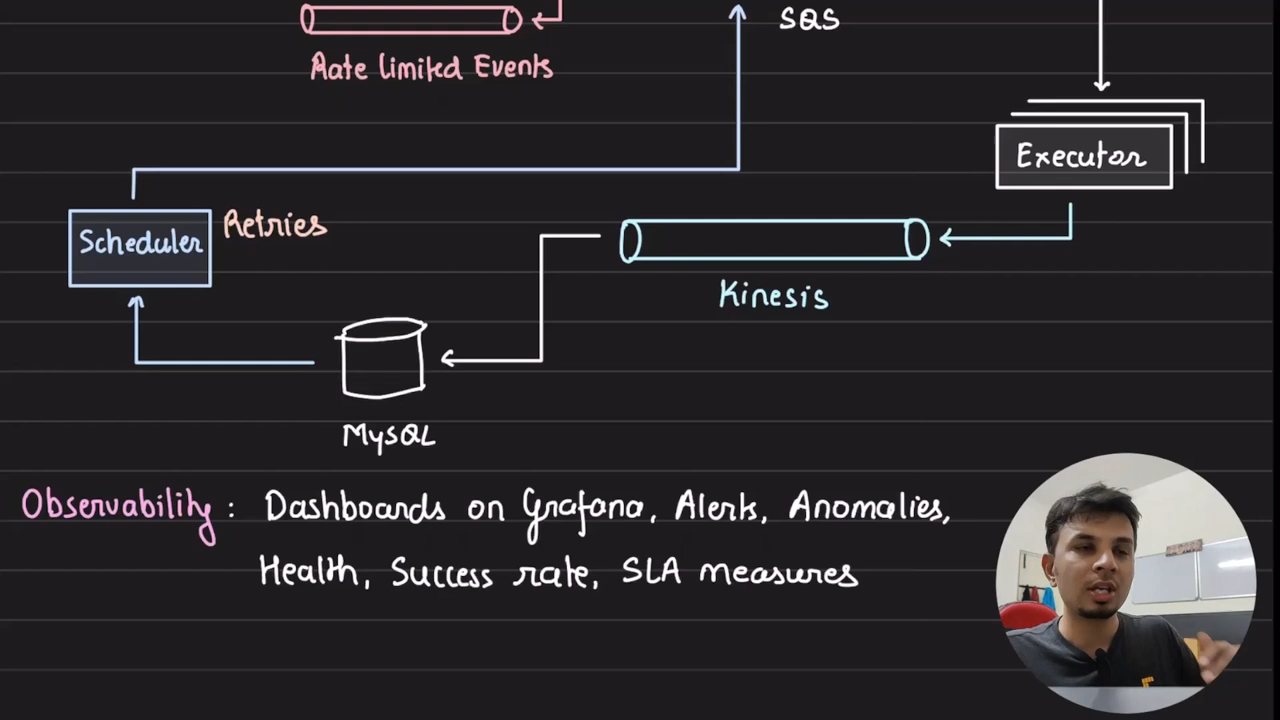 SQS
Rate limited Events
Executor
Scheduler
Retries
Kinesis
MySQL
Observability : Dashboards on Grafana, Alerts, Anomalies,
Health, Success rate, SLA measures